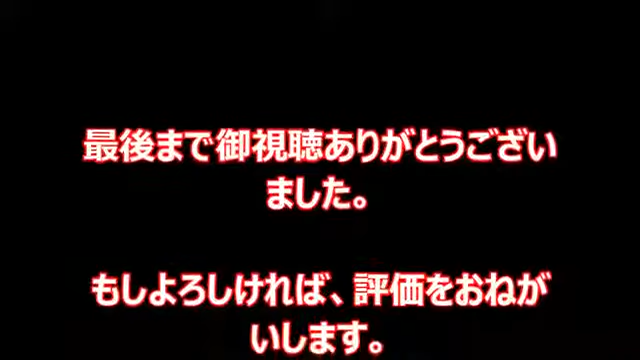 最後まで御視聴ありがとうござい
ました。
もしよろしければ、評価をおねが
いします。